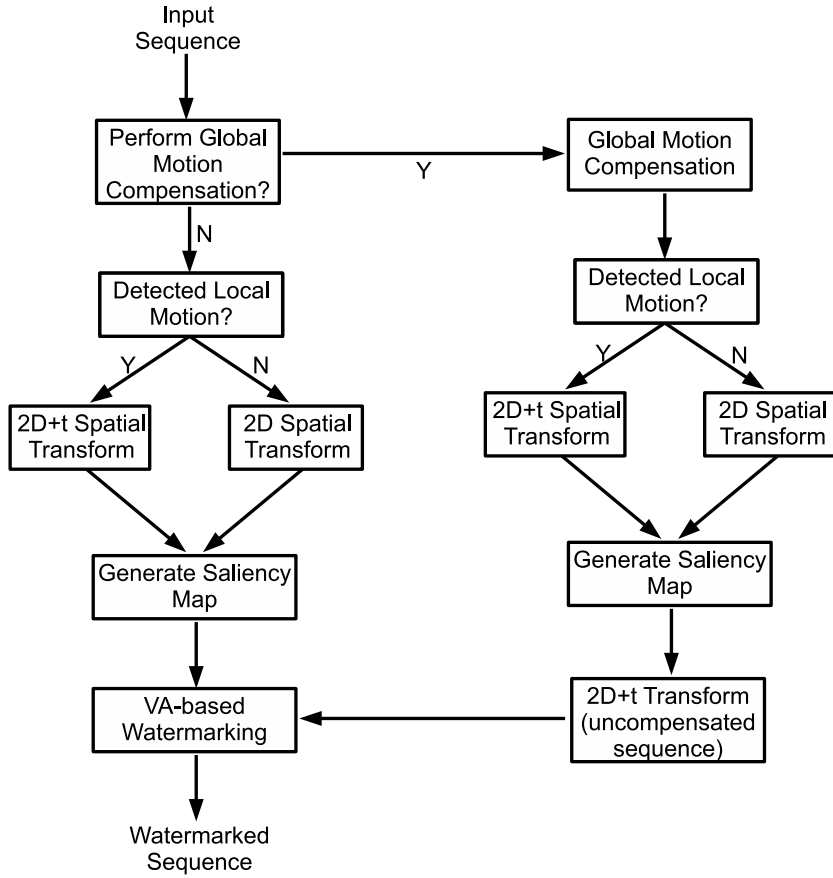 Input
Sequence
Perform Global
Motion
Compensation?
Y
Global Motion
Compensation
N
Detected Local
Motion?
Detected Local
Motion?
Y
N
Y
N
2D+t Spatial
Transform
2D Spatial
Transform
2D+t Spatial
Transform
2D Spatial
Transform
Generate Saliency
Map
Generate Saliency
Map
VA-based
Watermarking
2D+t Transform
(uncompensated
sequence)
Watermarked
Sequence